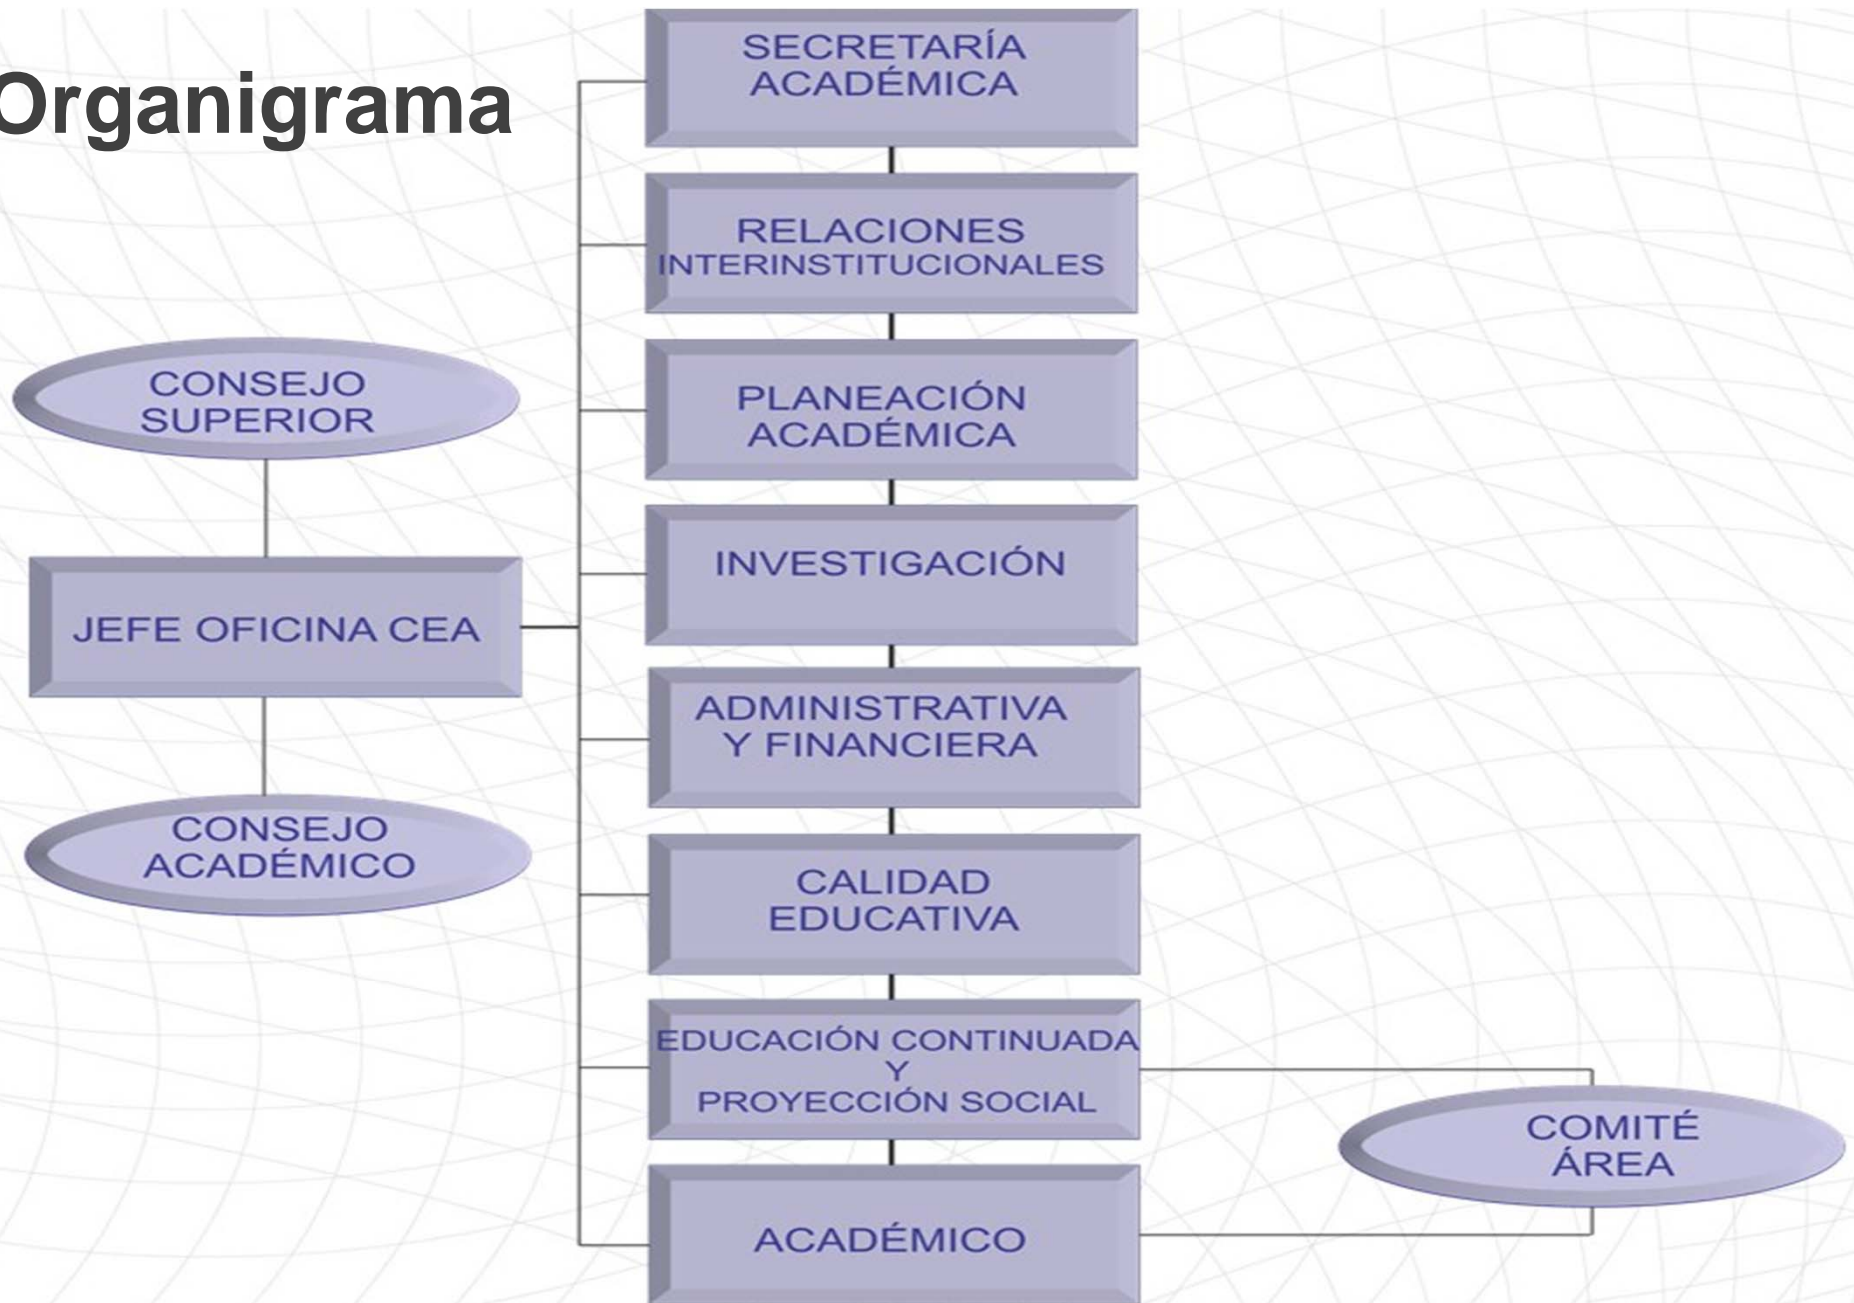 Organigrama
SECRETARÍA
ACADÉMICA
RELACIONES
INTERINSTITUCIONALES
PLANEACIÓN
ACADÉMICA
INVESTIGACIÓN
ADMINISTRATIVA
Y FINANCIERA
CALIDAD
EDUCATIVA
EDUCACIÓN CONTINUADA
Y
PROYECCIÓN SOCIAL
ACADÉMICO
CONSEJO
SUPERIOR
JEFE OFICINA CEA
CONSEJO
ACADÉMICO
COMITÉ
ÁREA